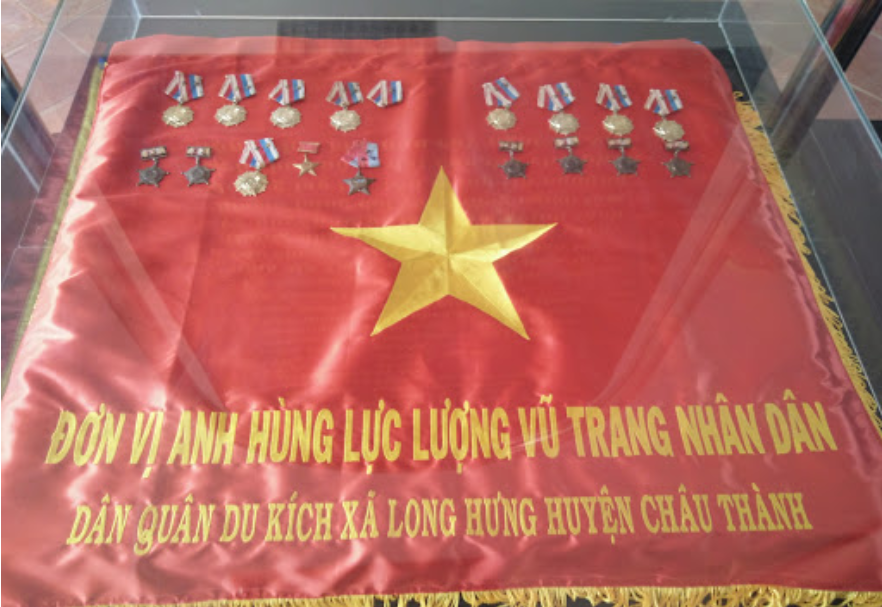 ĐƠN VỊ ANH HÙNG LỰC LƯỢNG VŨ TRANG NHÂN DÂN
DÂN QUÂN DU KÍCH XÃ LONG HƯNG HUYỆN CHÂU THÀNH